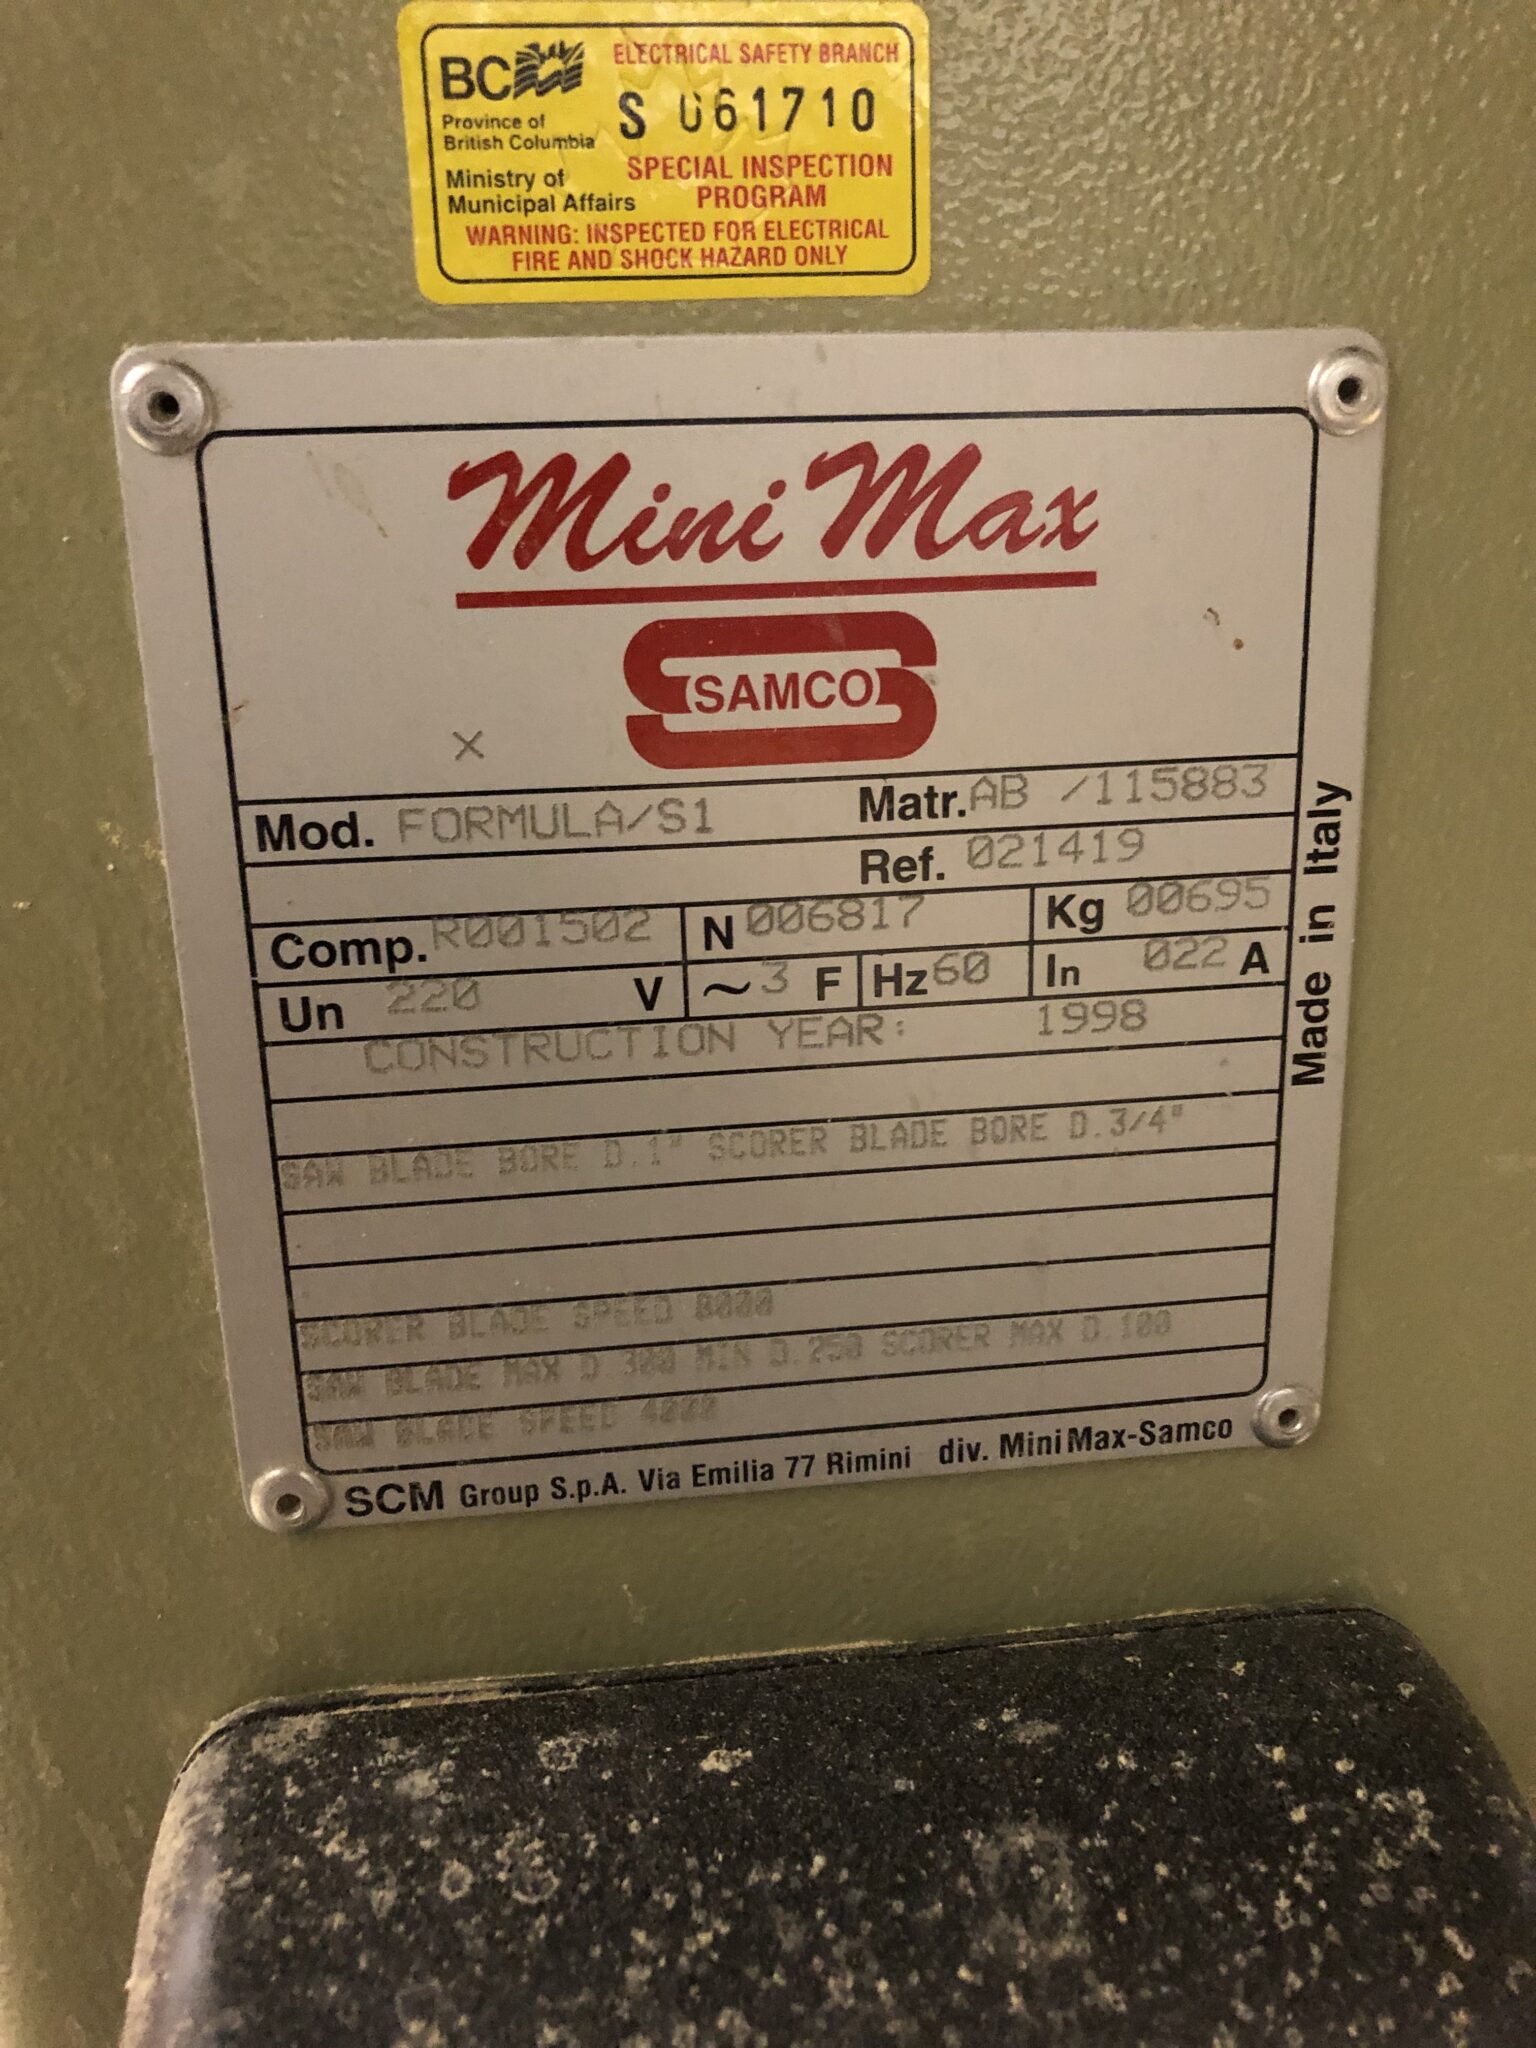 BC
ELECTRICAL SAFETY BRANCH
S 061710
Province of
British Columbia
Ministry of
Municipal Affairs
SPECIAL INSPECTION
PROGRAM
WARNING: INSPECTED FOR ELECTRICAL
FIRE AND SHOCK HAZARD ONLY
Mini Max
SAMCO
X
Mod. FORMULA/S1 Matr. AB /115883
Ref. 021419
Comp. R001502 N 006817 Kg 00695
Un 220 V ~ 3 F Hz 60 In 022 A
CONSTRUCTION YEAR: 1998
SAW BLADE BORE D.1" SCORER BLADE BORE D.3/4"
SCORER BLADE SPEED 8000
SAW BLADE MAX D.300 MIN D.250 SCORER MAX D.100
SAW BLADE SPEED 4000
Made in Italy
SCM Group S.p.A. Via Emilia 77 Rimini div. MiniMax-Samco